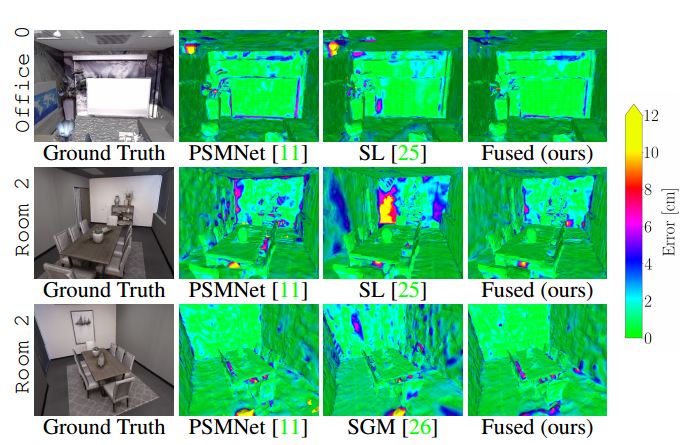 Office 0
Ground Truth PSMNet [11] SL [25] Fused (ours)
Room 2
Ground Truth PSMNet [11] SL [25] Fused (ours)
Room 2
Ground Truth PSMNet [11] SGM [26] Fused (ours)
12
10
8
6
4
2
0
Error [cm]